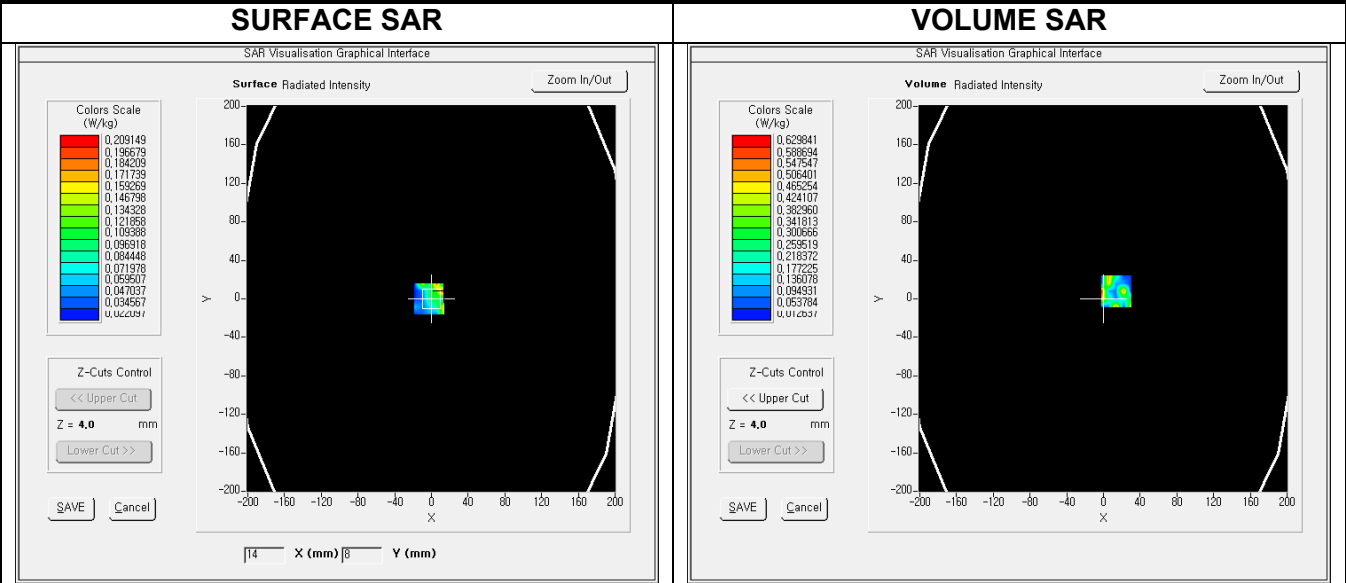 SURFACE SAR
SAR Visualisation Graphical Interface
Surface Radiated Intensity
Zoom In/Out
Colors Scale
(W/kg)
0,209149
0,196679
0,184209
0,171739
0,159269
0,146798
0,134328
0,121858
0,109388
0,096918
0,084448
0,071978
0,059507
0,047037
0,034567
0,022097
Z-Cuts Control
<< Upper Cut
Z = 4,0 mm
Lower Cut >>
SAVE
Cancel
200
160
120
80
40
0
-40
-80
-120
-160
-200
Y
-200 -160 -120 -80 -40 0 40 80 120 160 200
X
14 X (mm) 8 Y (mm)
VOLUME SAR
SAR Visualisation Graphical Interface
Volume Radiated Intensity
Zoom In/Out
Colors Scale
(W/kg)
0,629841
0,588694
0,547547
0,506401
0,465254
0,424107
0,382960
0,341813
0,300666
0,259519
0,218372
0,177225
0,136078
0,094931
0,053784
0,012637
Z-Cuts Control
<< Upper Cut
Z = 4,0 mm
Lower Cut >>
SAVE
Cancel
200
160
120
80
40
0
-40
-80
-120
-160
-200
Y
-200 -160 -120 -80 -40 0 40 80 120 160 200
X